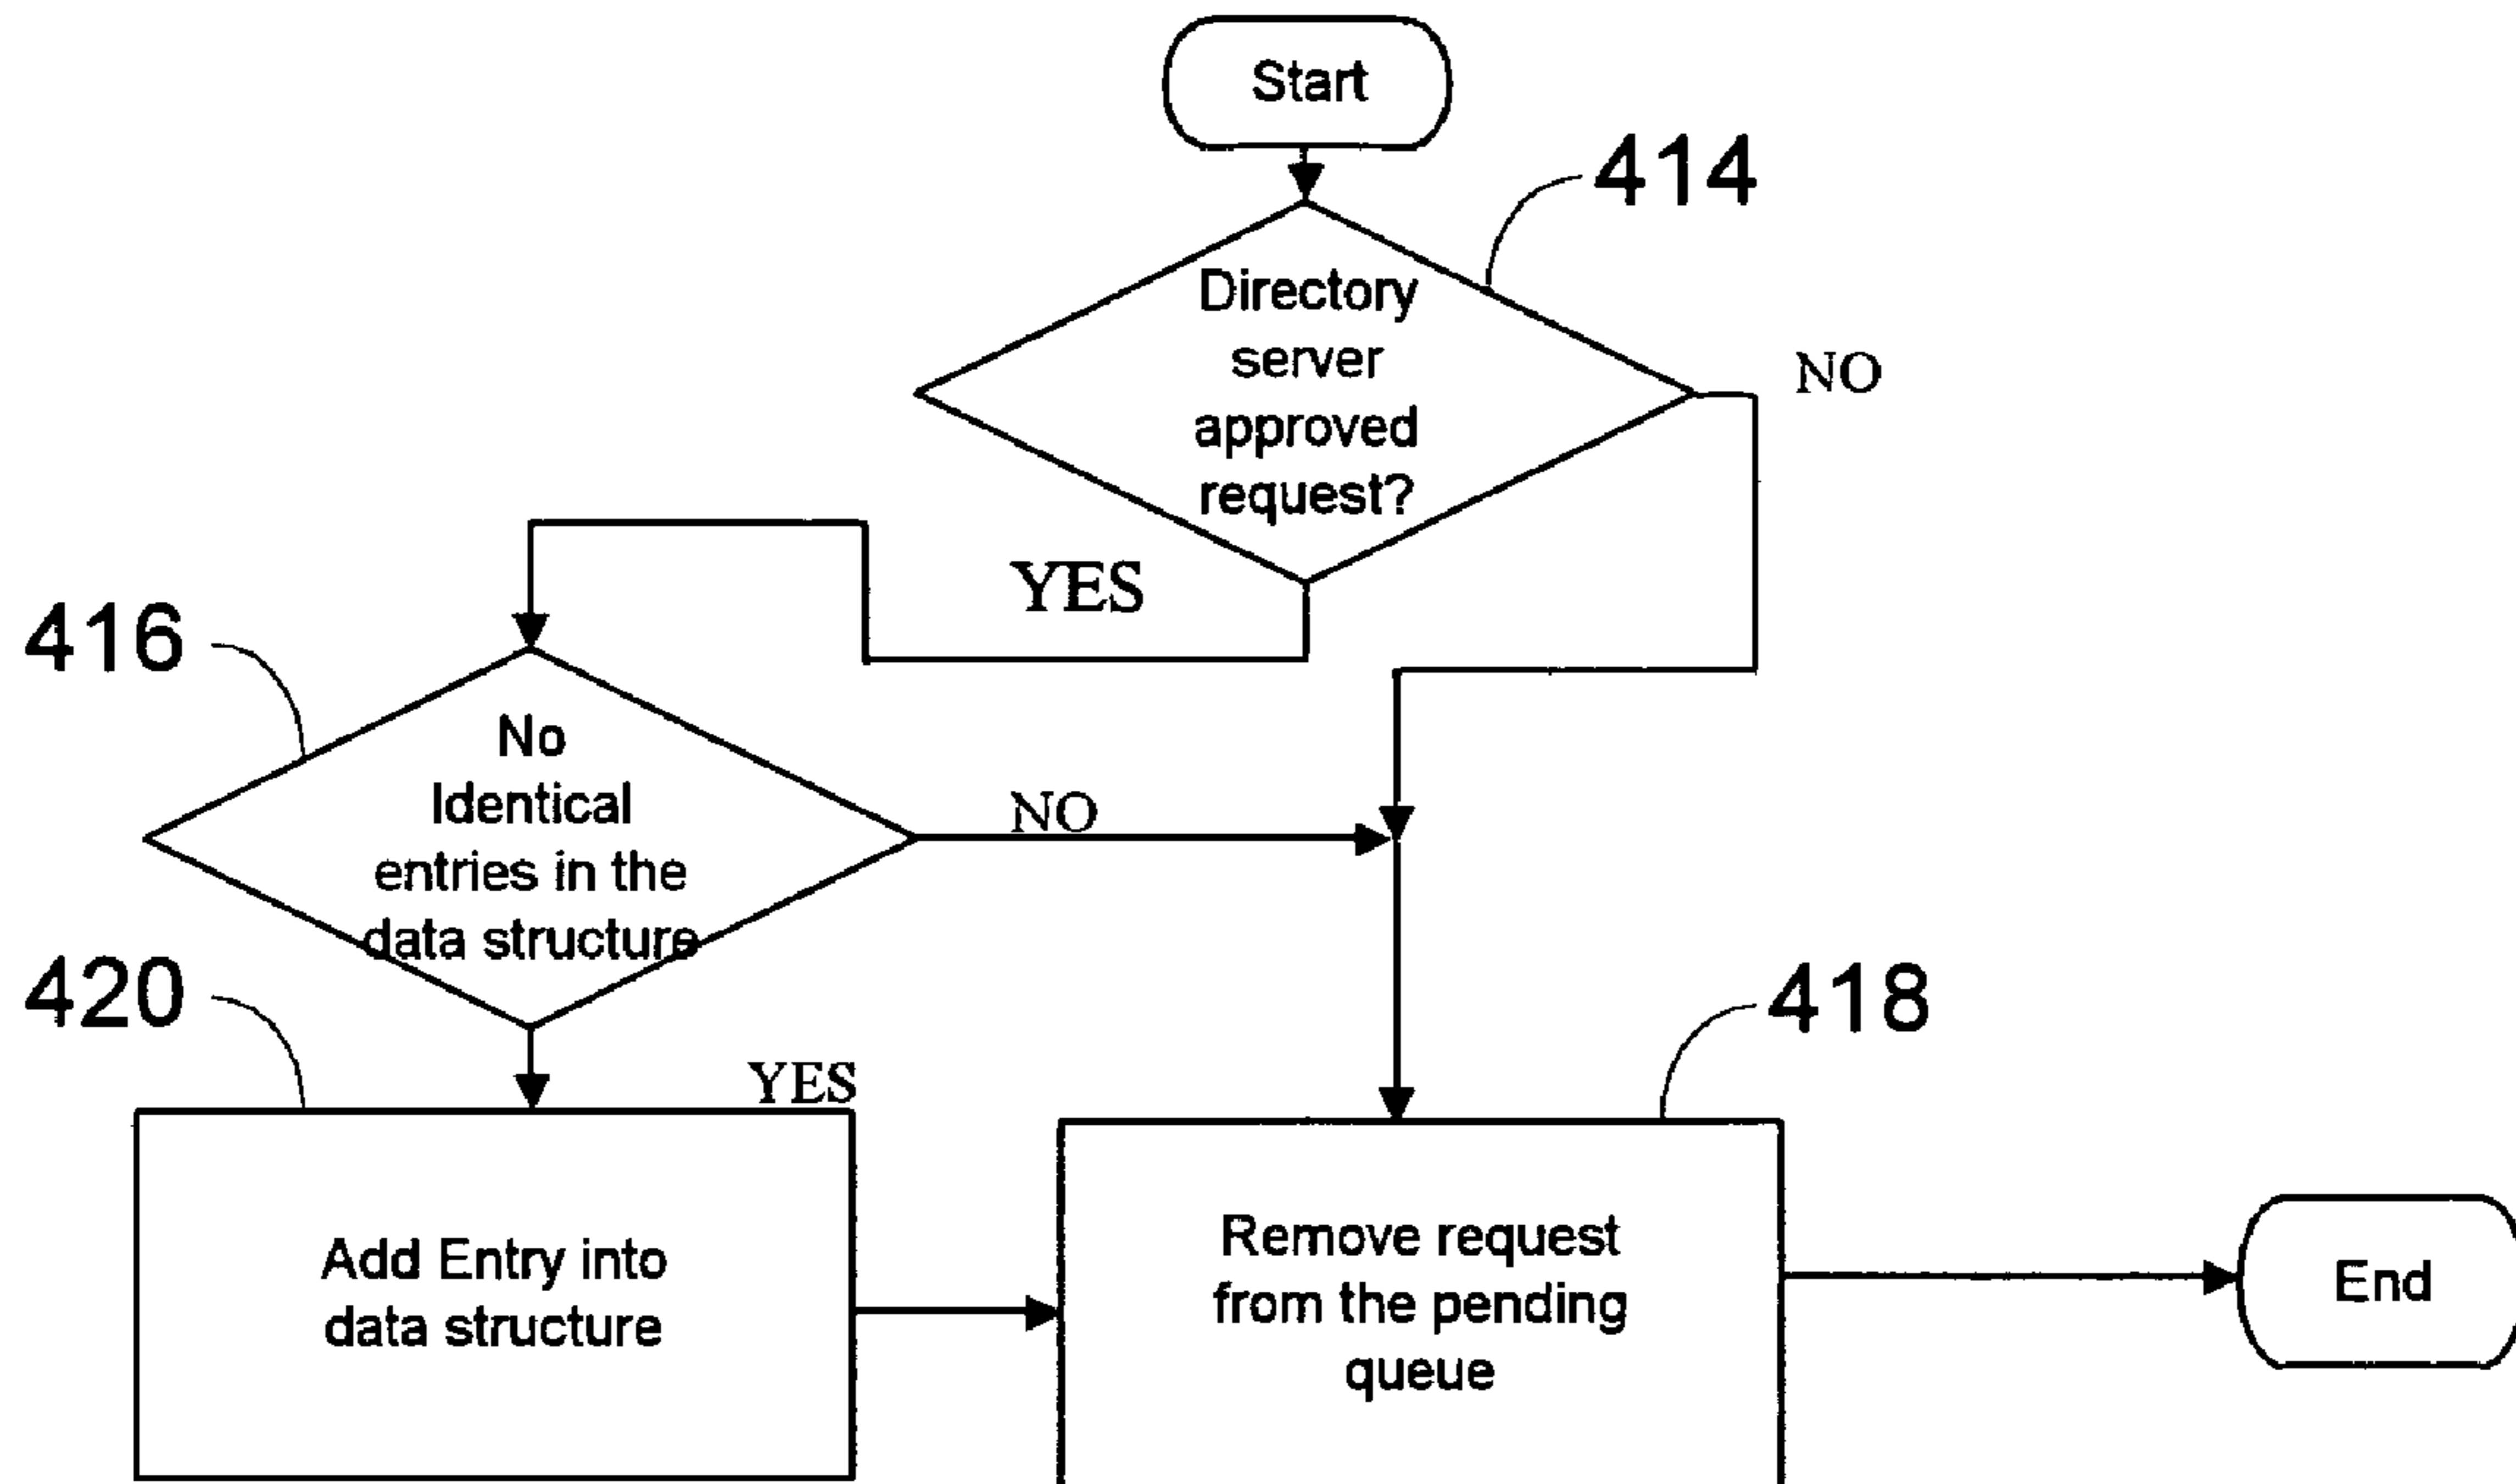 Start
414
Directory
server
approved
request?
NO
YES
416
No
Identical
entries in the
data structure
NO
420
418
YES
Add Entry into
data structure
Remove request
from the pending
queue
End